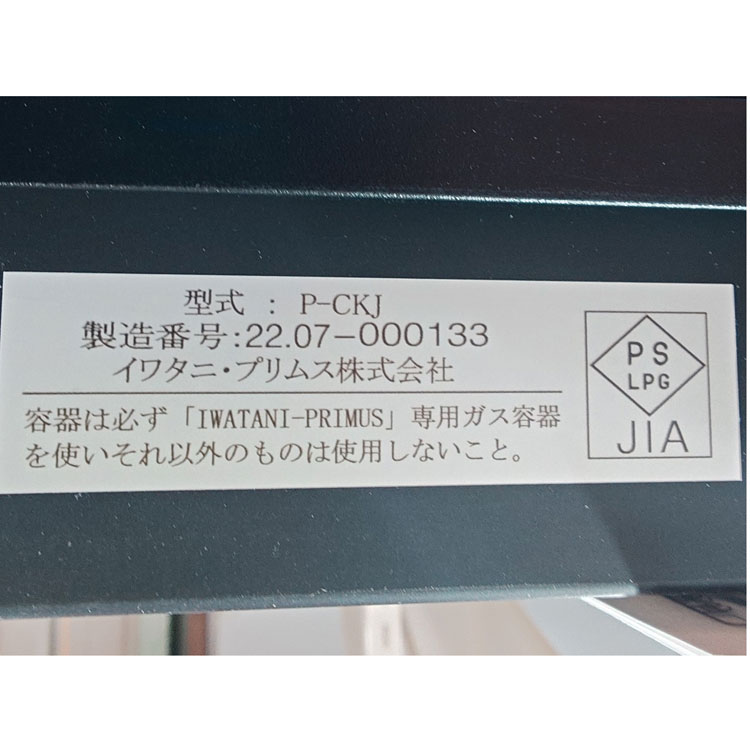 型式 : P-CKJ
製造番号:22.07-000133
イワタニ・プリムス株式会社
容器は必ず「IWATANI-PRIMUS」専用ガス容器
を使いそれ以外のものは使用しないこと。
PS
LPG
JIA